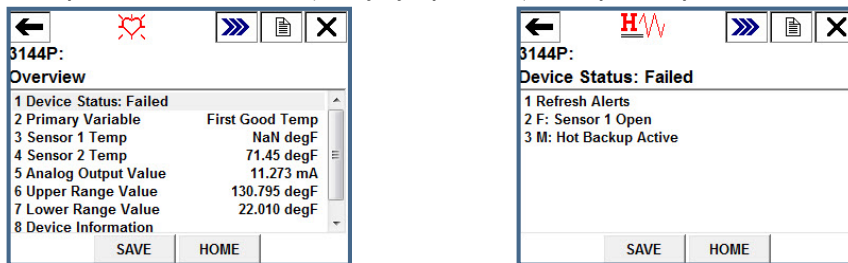 3144P:
Overview
1 Device Status: Failed
2 Primary Variable First Good Temp
3 Sensor 1 Temp NaN degF
4 Sensor 2 Temp 71.45 degF
5 Analog Output Value 11.273 mA
6 Upper Range Value 130.795 degF
7 Lower Range Value 22.010 degF
8 Device Information
SAVE HOME
H
3144P:
Device Status: Failed
1 Refresh Alerts
2 F: Sensor 1 Open
3 M: Hot Backup Active
SAVE HOME